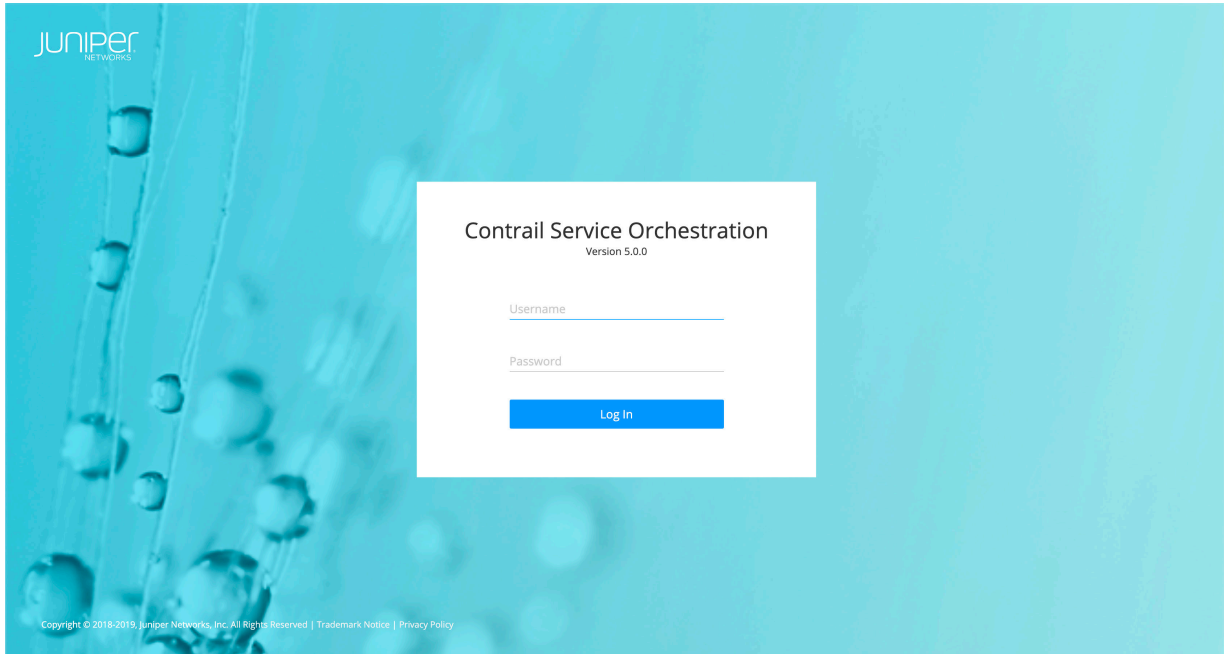 JUNIPER
NETWORKS
Contrail Service Orchestration
Version 5.0.0
Username
Password
Log In
Copyright © 2018-2019, Juniper Networks, Inc. All Rights Reserved | Trademark Notice | Privacy Policy